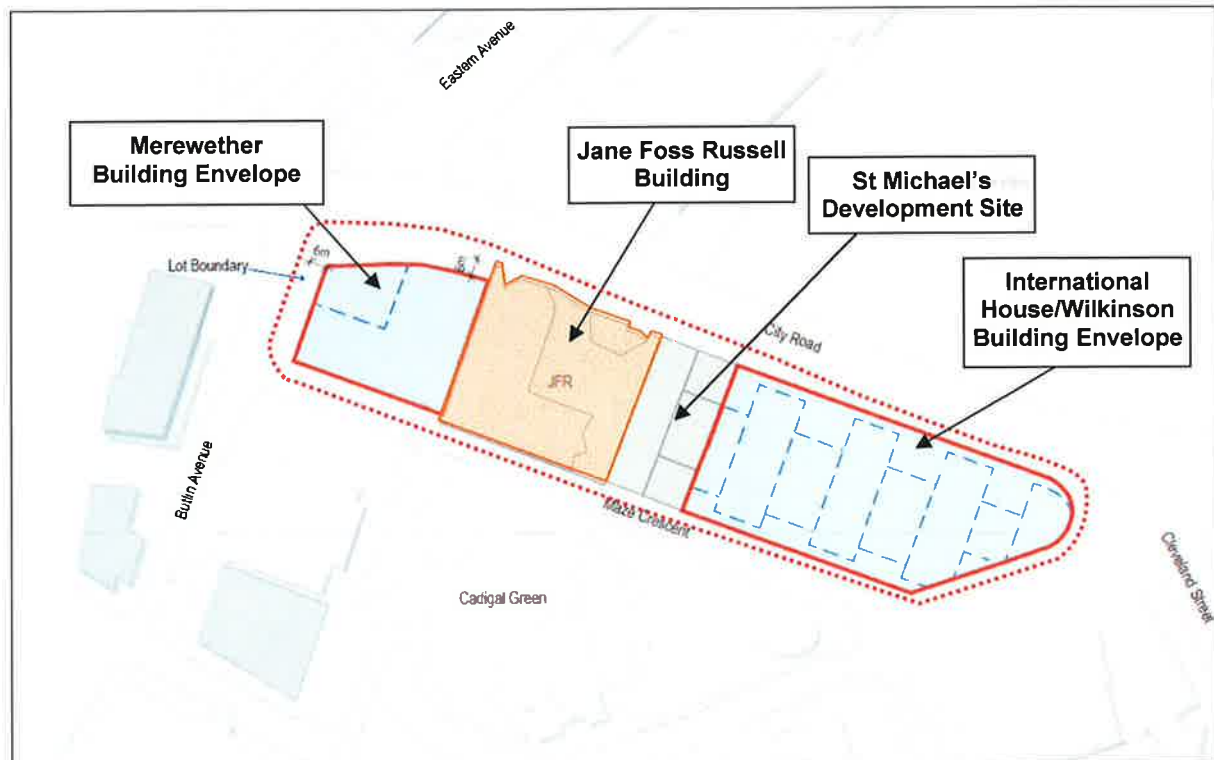 Eastern Avenue
Merewether
Building Envelope
Jane Foss Russell
Building
St Michael's
Development Site
International
House/Wilkinson
Building Envelope
6m
Lot Boundary
City Road
JFR
Butlin Avenue
Maze Crescent
Cadigal Green
Cleveland Street